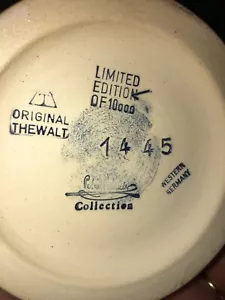 LIMITED
EDITION
OF 10000
ORIGINAL
THEWALT
1445
Collection
WESTERN
GERMANY